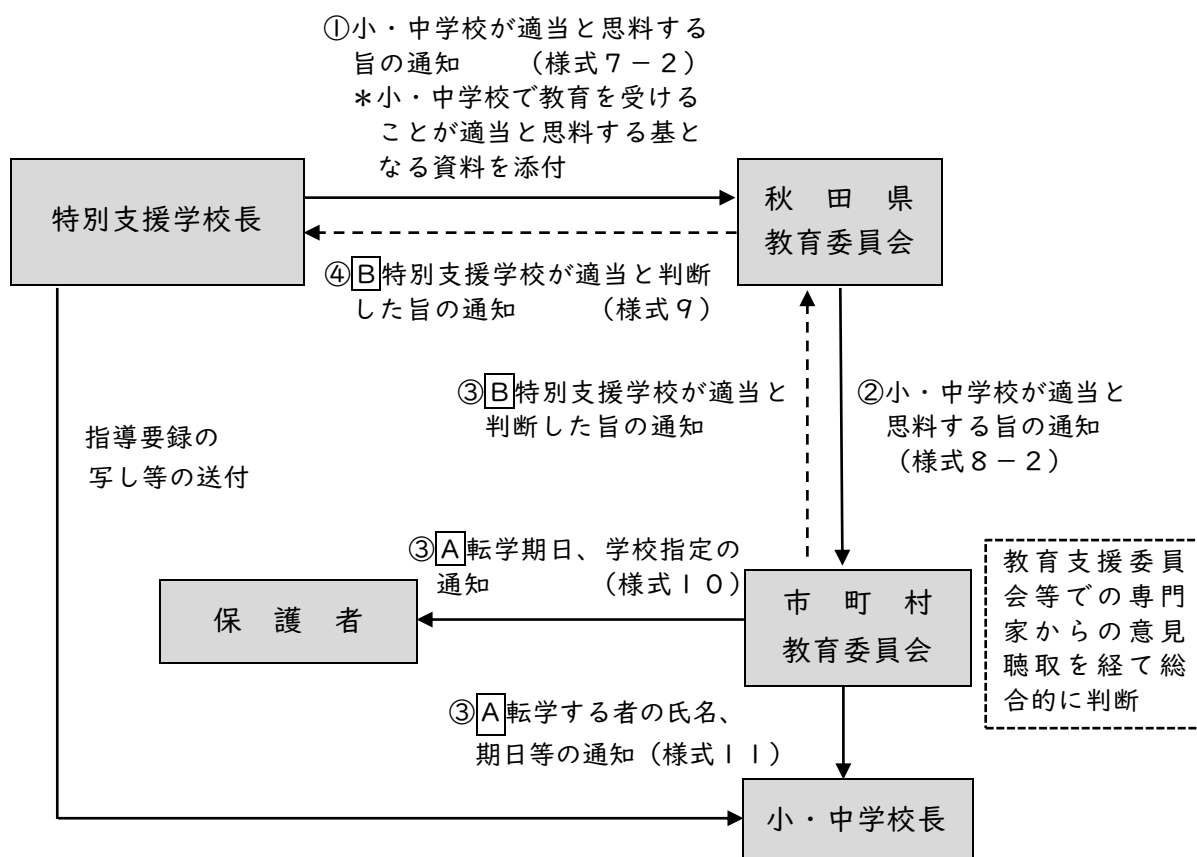 ①小・中学校が適当と思料する
旨の通知　　（様式７－２）
＊小・中学校で教育を受ける
ことが適当と思料する基と
なる資料を添付
特別支援学校長
秋　田　県
教育委員会
④Ｂ特別支援学校が適当と判断
した旨の通知　　　（様式９）
③Ｂ特別支援学校が適当と
判断した旨の通知
②小・中学校が適当と
思料する旨の通知
（様式８－２）
指導要録の
写し等の送付
③Ａ転学期日、学校指定の
通知　　　　（様式１０）
保　護　者
市　町　村
教育委員会
教育支援委員
会等での専門
家からの意見
聴取を経て総
合的に判断
③Ａ転学する者の氏名、
期日等の通知（様式１１）
小・中学校長